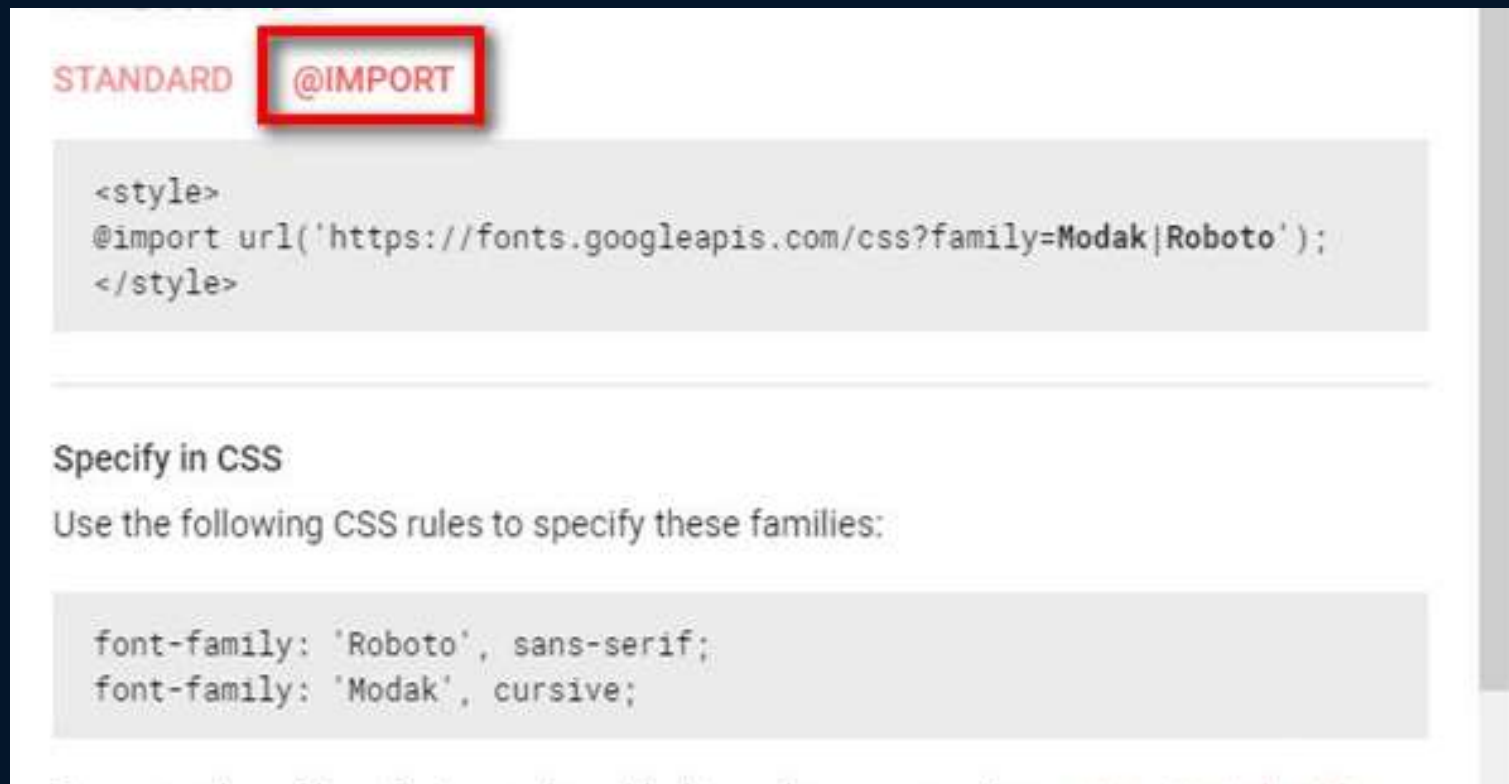 STANDARD @IMPORT
<style>
@import url('https://fonts.googleapis.com/css?family=Modak|Roboto');
</style>
Specify in CSS
Use the following CSS rules to specify these families:
font-family: 'Roboto', sans-serif;
font-family: 'Modak', cursive;